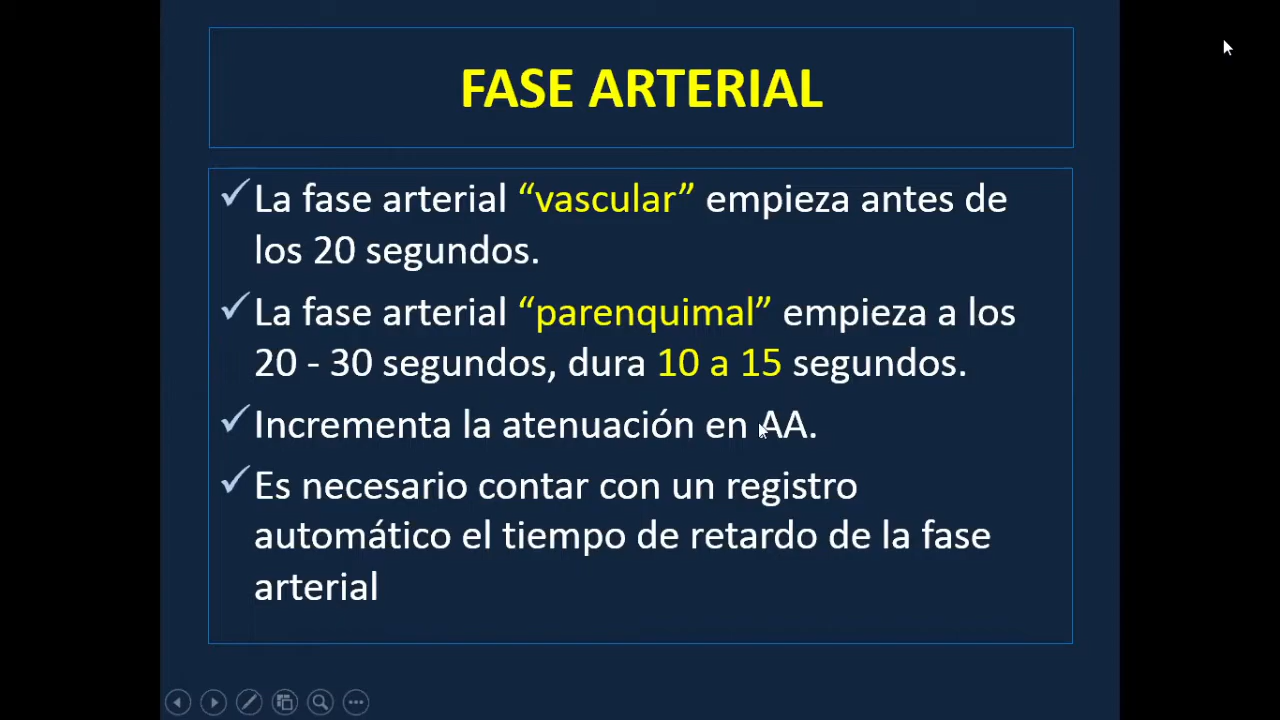 FASE ARTERIAL
La fase arterial “vascular” empieza antes de
los 20 segundos.
La fase arterial “parenquimal” empieza a los
20 - 30 segundos, dura 10 a 15 segundos.
Incrementa la atenuación en AA.
Es necesario contar con un registro
automático el tiempo de retardo de la fase
arterial